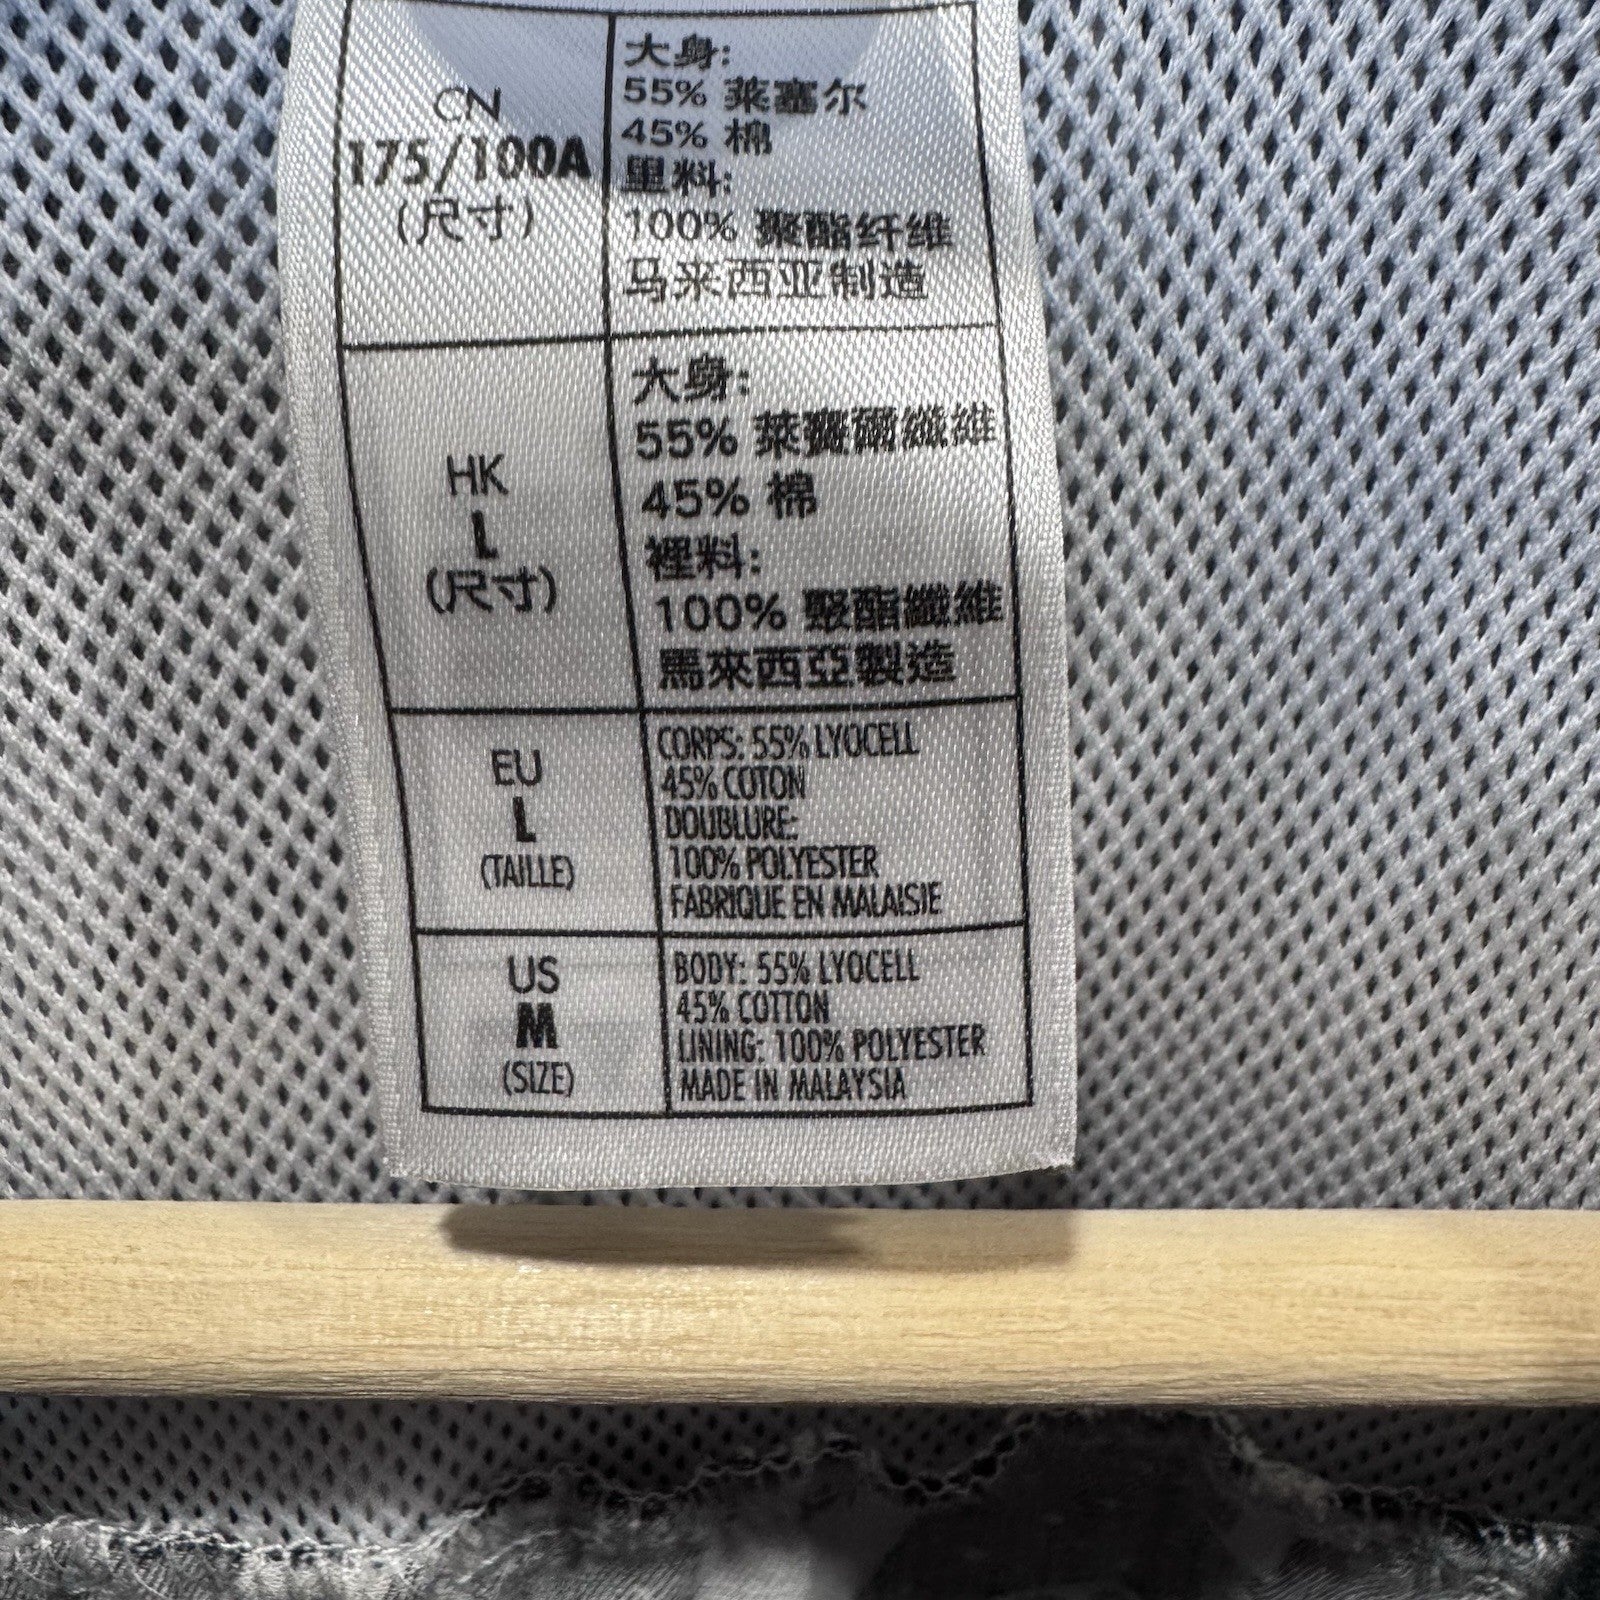 CN
175/100A
(尺寸)
大身:
55% 莱塞尔
45% 棉
里料:
100% 聚酯纤维
马来西亚制造
HK
L
(尺寸)
大身:
55% 萊賽爾纖維
45% 棉
裡料:
100% 聚酯纖維
馬來西亞製造
EU
L
(TAILLE)
CORPS: 55% LYOCELL
45% COTON
DOUBLURE:
100% POLYESTER
FABRIQUE EN MALAISIE
US
M
(SIZE)
BODY: 55% LYOCELL
45% COTTON
LINING: 100% POLYESTER
MADE IN MALAYSIA